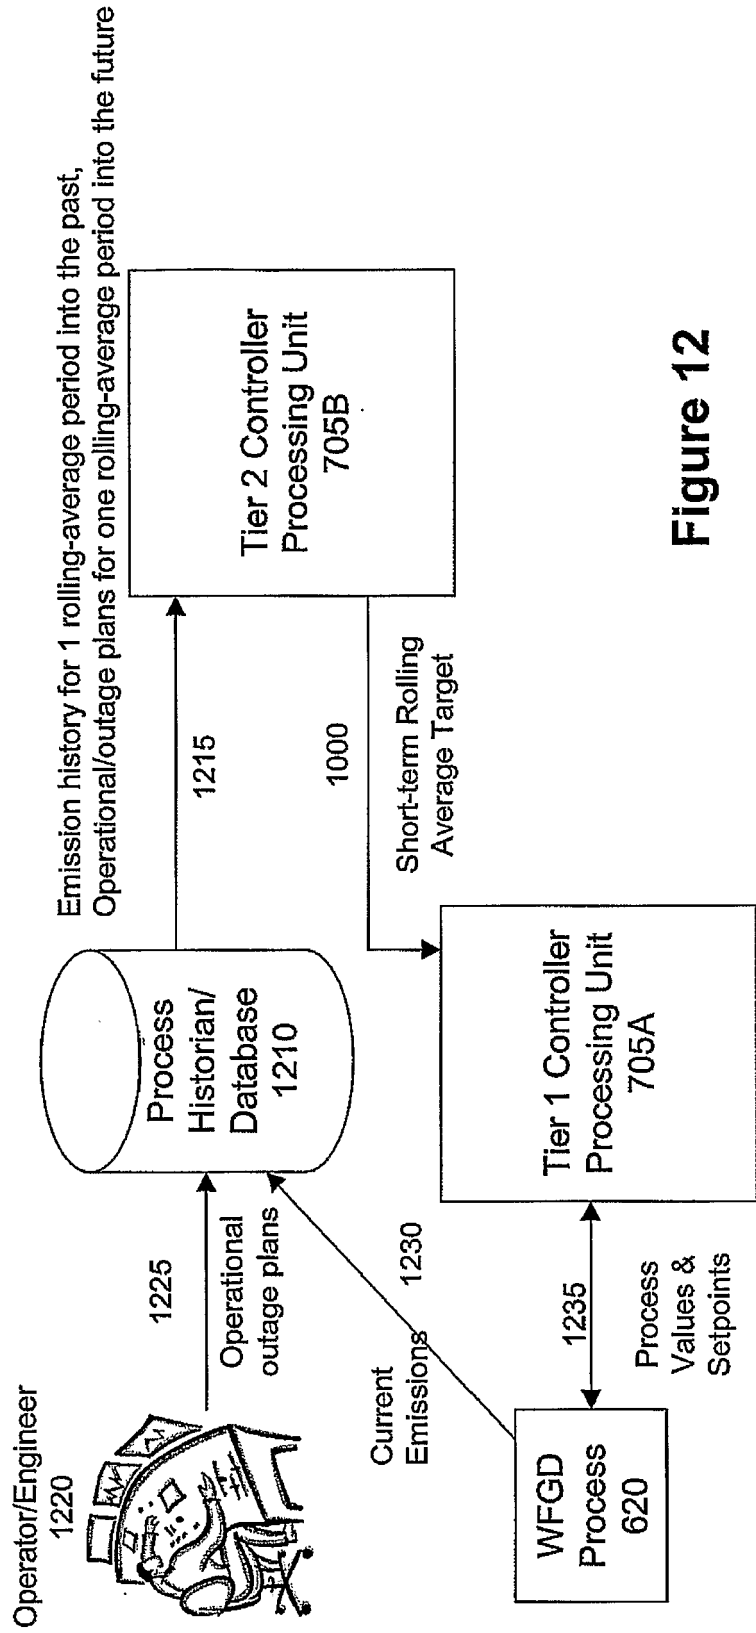 Emission history for 1 rolling-average period into the past,
Operational/outage plans for one rolling-average period into the future
Operator/Engineer
1220
1225
Operational
outage plans
Process
Historian/
Database
1210
1215
Tier 2 Controller
Processing Unit
705B
1000
Short-term Rolling
Average Target
Current
Emissions
1230
WFGD
Process
620
1235
Process
Values &
Setpoints
Tier 1 Controller
Processing Unit
705A
Figure 12